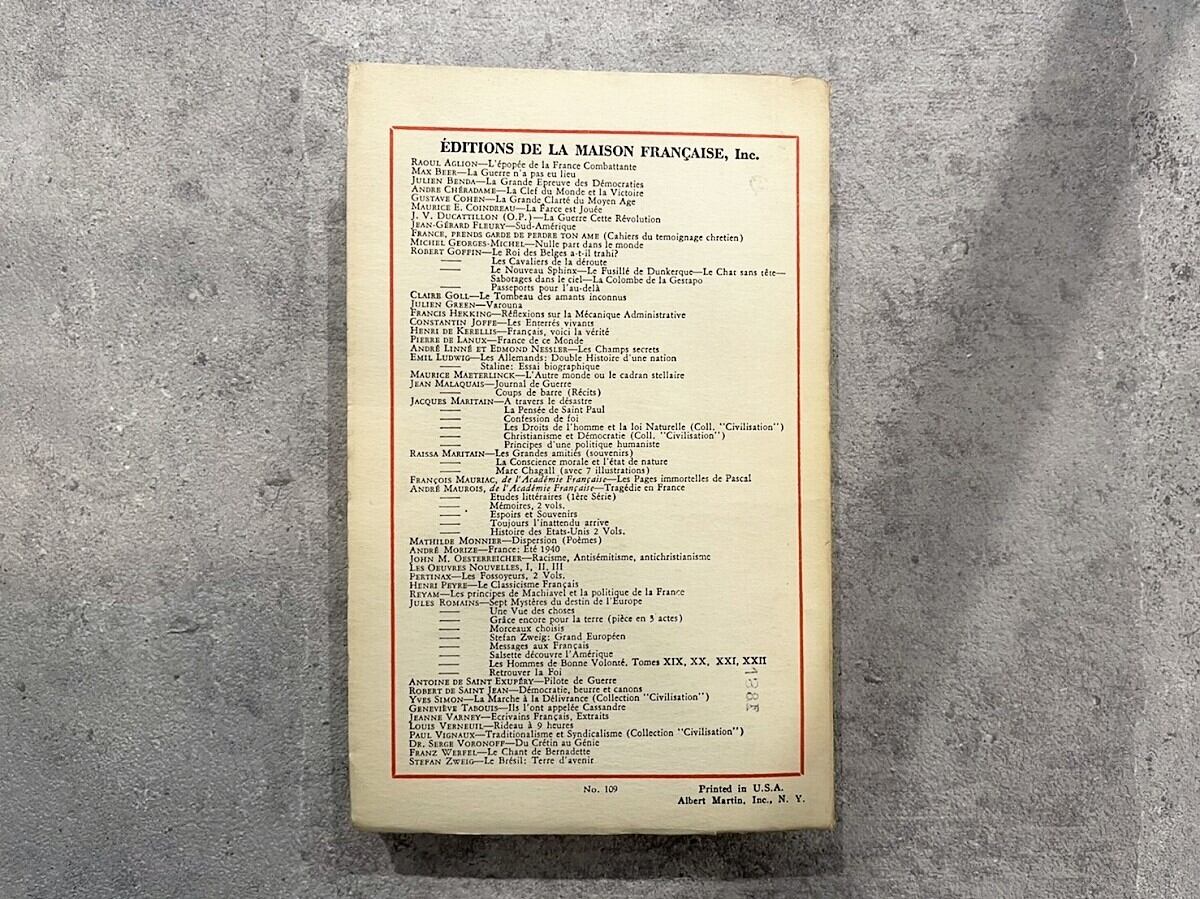 ÉDITIONS DE LA MAISON FRANÇAISE, Inc.
RAOUL AGLION—L'épopée de la France Combattante
MAX BEER—La Guerre n'a pas eu lieu
JULIEN BENDA—La Grande Epreuve des Démocraties
ANDRE CHÉRADAME—La Clef du Monde et la Victoire
GUSTAVE COHEN—La Grande Clarté du Moyen Age
MAURICE E. COINDREAU—La Farce est Jouée
J. V. DUCATTILLON (O.P.)—La Guerre Cette Révolution
JEAN-GÉRARD FLEURY—Sud-Amérique
FRANCE, PRENDS GARDE DE PERDRE TON AME (Cahiers du temoignage chretien)
MICHEL GEORGES-MICHEL—Nulle part dans le monde
ROBERT GOFFIN—Le Roi des Belges a-t-il trahi?
—— Les Cavaliers de la déroute
—— Le Nouveau Sphinx—Le Fusillé de Dunkerque—Le Chat sans tête—
Sabotages dans le ciel—La Colombe de la Gestapo
—— Passeports pour l'au-delà
CLAIRE GOLL—Le Tombeau des amants inconnus
JULIEN GREEN—Varouna
FRANCIS HEKKING—Réflexions sur la Mécanique Administrative
CONSTANTIN JOFFE—Les Enterrés vivants
HENRI DE KERELLIS—Français, voici la vérité
PIERRE DE LANUX—France de ce Monde
ANDRÉ LINNÉ ET EDMOND NESSLER—Les Champs secrets
EMIL LUDWIG—Les Allemands: Double Histoire d'une nation
—— Staline: Essai biographique
MAURICE MAETERLINCK—L'Autre monde ou le cadran stellaire
JEAN MALAQUAIS—Journal de Guerre
—— Coups de barre (Récits)
JACQUES MARITAIN—A travers le désastre
—— La Pensée de Saint Paul
—— Confession de foi
—— Les Droits de l'homme et la loi Naturelle (Coll. "Civilisation")
—— Christianisme et Démocratie (Coll. "Civilisation")
—— Principes d'une politique humaniste
RAISSA MARITAIN—Les Grandes amitiés (souvenirs)
—— La Conscience morale et l'état de nature
—— Marc Chagall (avec 7 illustrations)
FRANÇOIS MAURIAC, de l'Académie Française—Les Pages immortelles de Pascal
ANDRÉ MAUROIS, de l'Académie Française—Tragédie en France
—— Etudes littéraires (1ère Série)
—— Mémoires, 2 vols.
—— Espoirs et Souvenirs
—— Toujours l'inattendu arrive
—— Histoire des Etats-Unis 2 Vols.
MATHILDE MONNIER—Dispersion (Poèmes)
ANDRÉ MORIZE—France: Eté 1940
JOHN M. OESTERREICHER—Racisme, Antisémitisme, antichristianisme
LES OEUVRES NOUVELLES, I, II, III
PERTINAX—Les Fossoyeurs, 2 Vols.
HENRI PEYRE—Le Classicisme Français
REYAM—Les principes de Machiavel et la politique de la France
JULES ROMAINS—Sept Mystères du destin de l'Europe
—— Une Vue des choses
—— Grâce encore pour la terre (pièce en 3 actes)
—— Morceaux choisis
—— Stefan Zweig: Grand Européen
—— Messages aux Français
—— Salsette découvre l'Amérique
—— Les Hommes de Bonne Volonté, Tomes XIX, XX, XXI, XXII
—— Retrouver la Foi
ANTOINE DE SAINT EXUPÉRY—Pilote de Guerre
ROBERT DE SAINT JEAN—Démocratie, beurre et canons
YVES SIMON—La Marche à la Délivrance (Collection "Civilisation")
GENEVIÈVE TABOUIS—Ils l'ont appelée Cassandre
JEANNE VARNEY—Ecrivains Français, Extraits
LOUIS VERNEUIL—Rideau à 9 heures
PAUL VIGNAUX—Traditionalisme et Syndicalisme (Collection "Civilisation")
DR. SERGE VORONOFF—Du Crétin au Génie
FRANZ WERFEL—Le Chant de Bernadette
STEFAN ZWEIG—Le Brésil: Terre d'avenir
No. 109
Printed in U.S.A.
Albert Martin, Inc., N. Y.